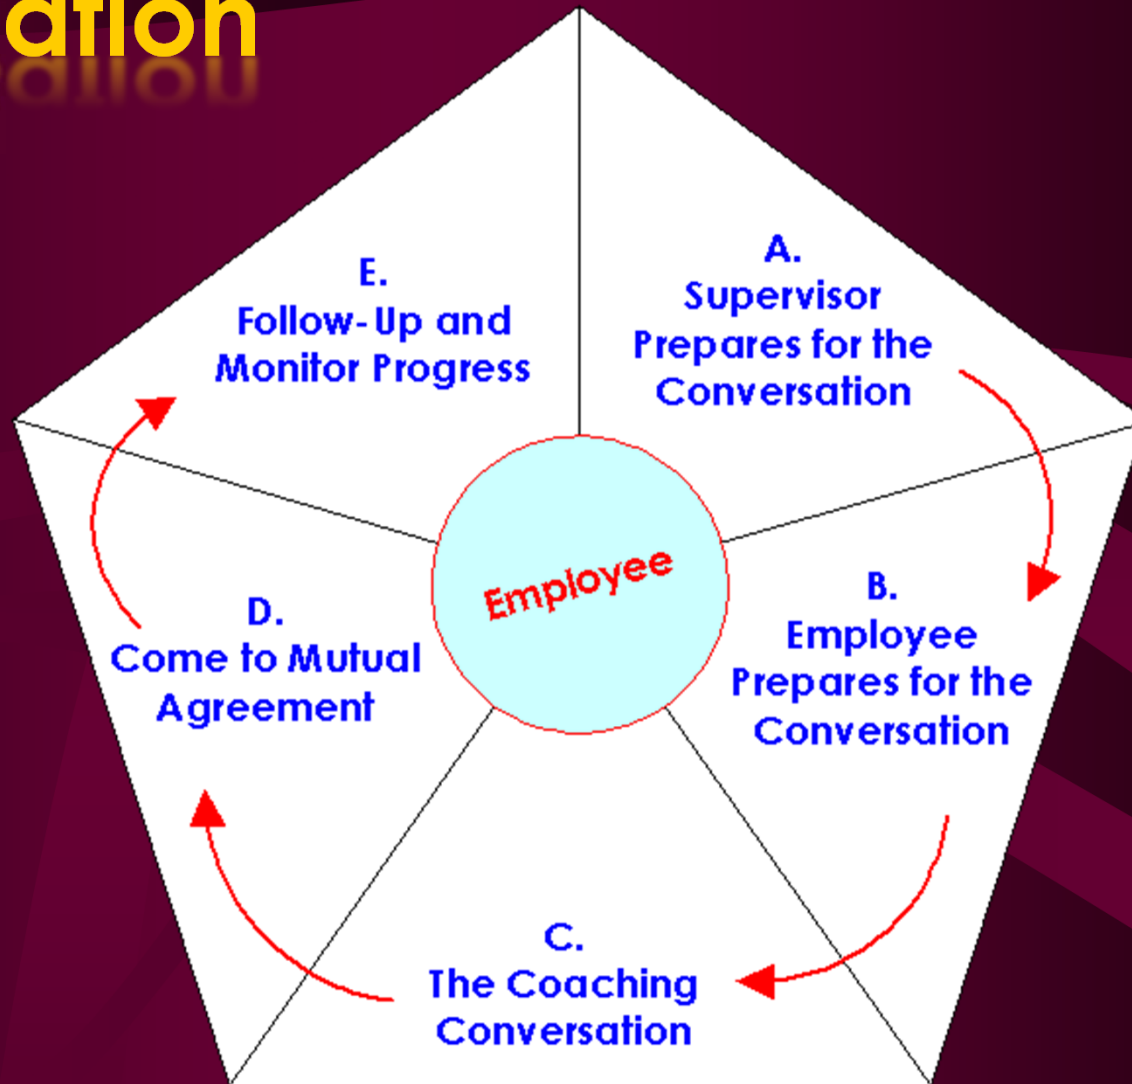 ation
A.
Supervisor
Prepares for the
Conversation
B.
Employee
Prepares for the
Conversation
C.
The Coaching
Conversation
D.
Come to Mutual
Agreement
E.
Follow-Up and
Monitor Progress
Employee